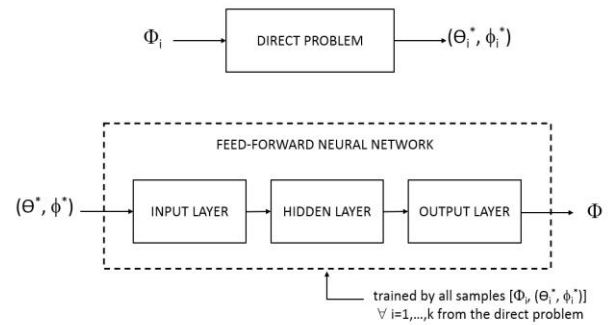 Φi DIRECT PROBLEM (Θi*, ϕi*)
FEED-FORWARD NEURAL NETWORK
(Θ*, ϕ*) INPUT LAYER HIDDEN LAYER OUTPUT LAYER Φ
trained by all samples [Φi, (Θi*, ϕi*)]
∀ i=1,...,k from the direct problem